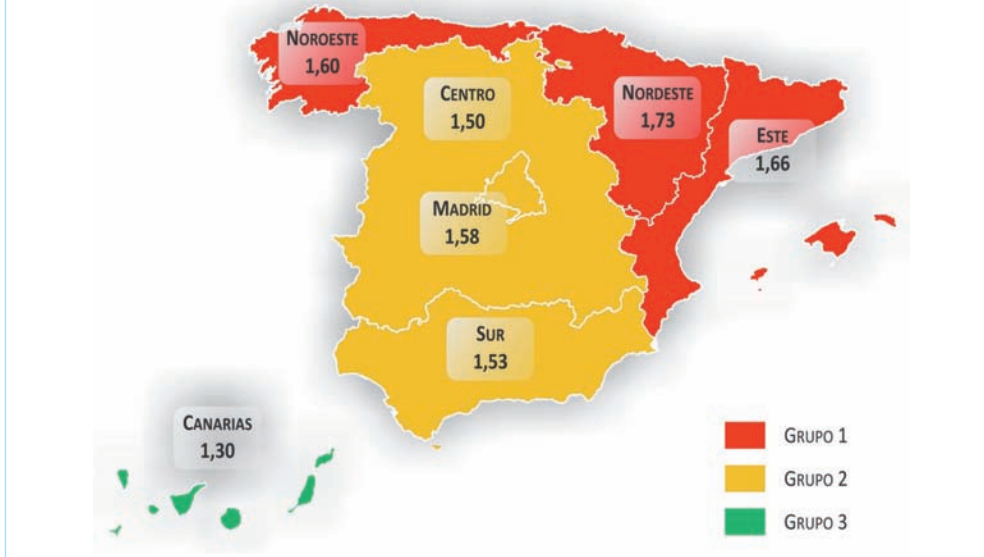 NOROESTE
1,60
CENTRO
1,50
NORDESTE
1,73
ESTE
1,66
MADRID
1,58
SUR
1,53
CANARIAS
1,30
GRUPO 1
GRUPO 2
GRUPO 3